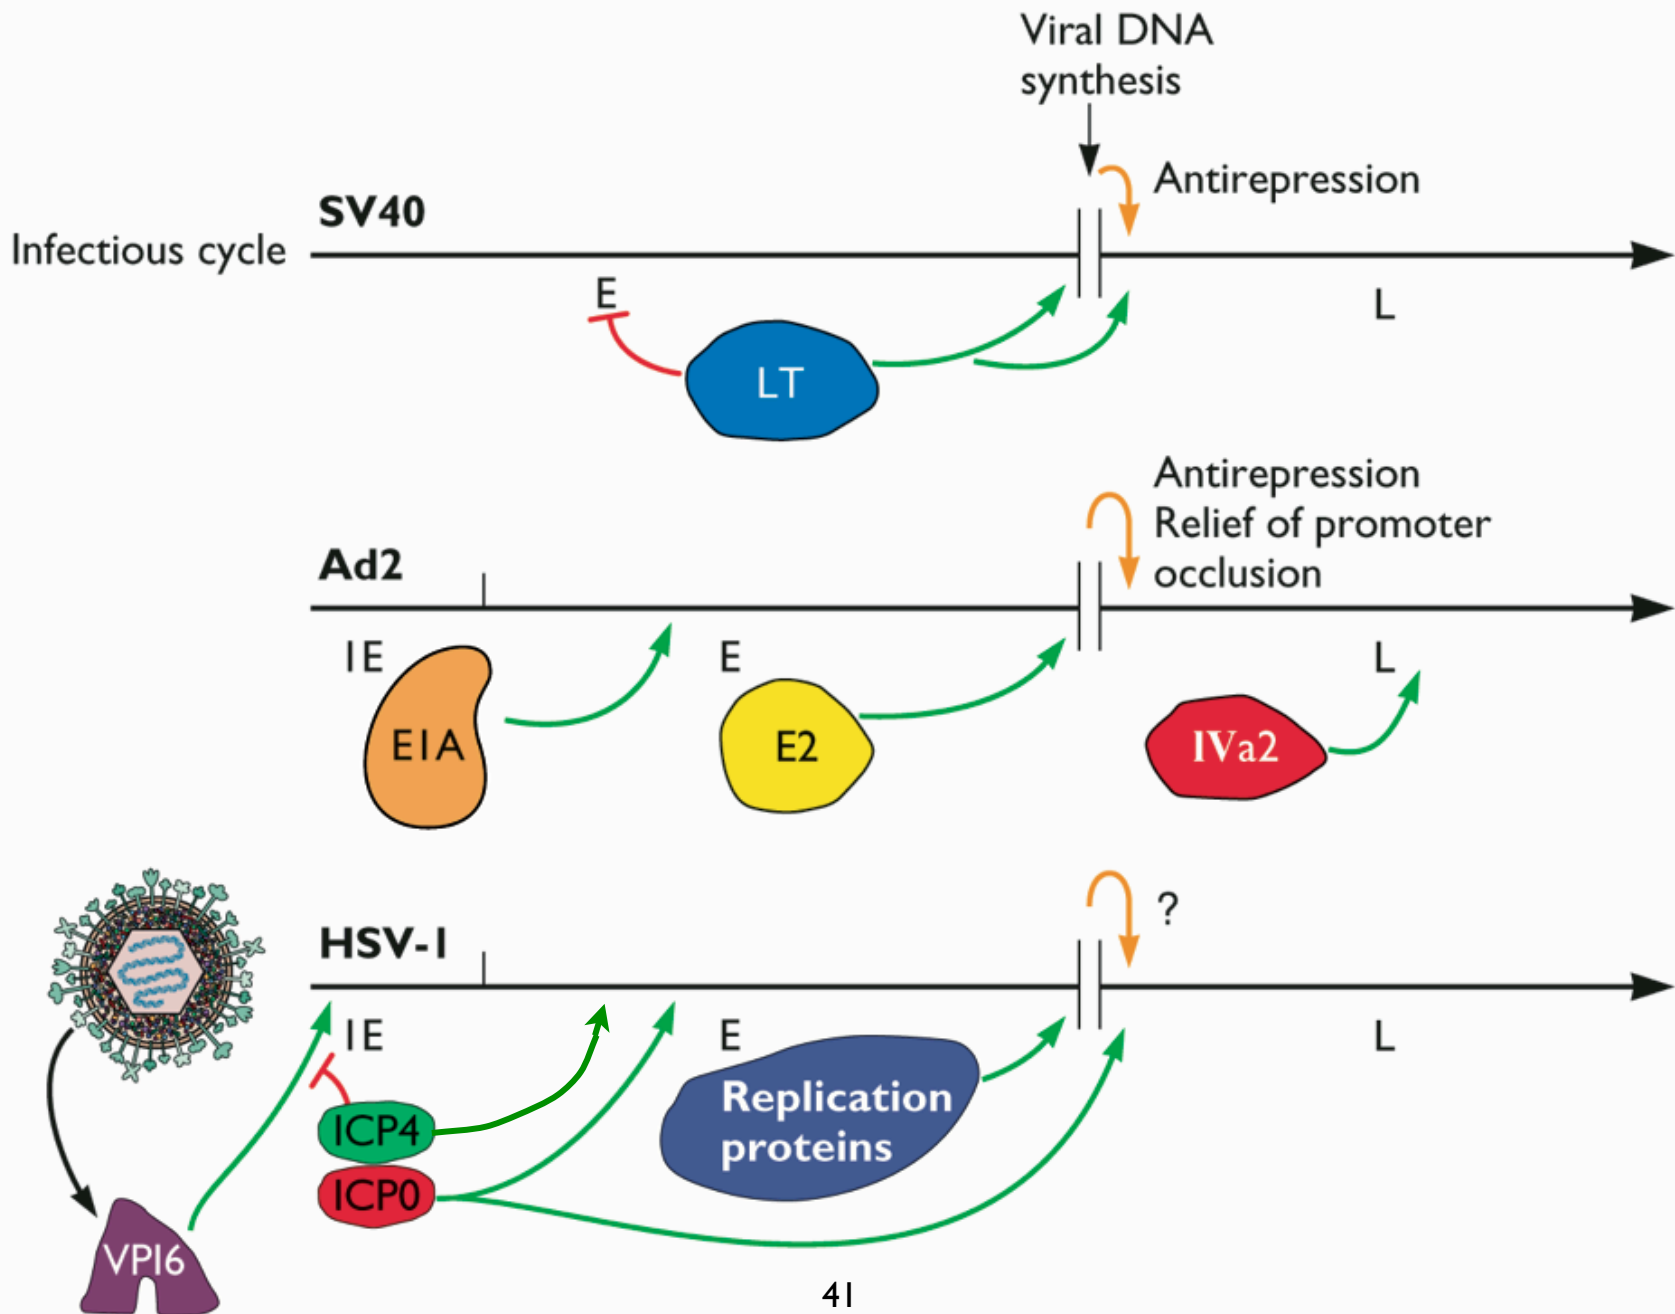 Viral DNA
synthesis
Antirepression
SV40
Infectious cycle
E
L
LT
Antirepression
Relief of promoter
occlusion
Ad2
IE
E
L
E1A
E2
IVa2
?
HSV-1
IE
E
L
Replication
proteins
ICP4
ICP0
VP16
41